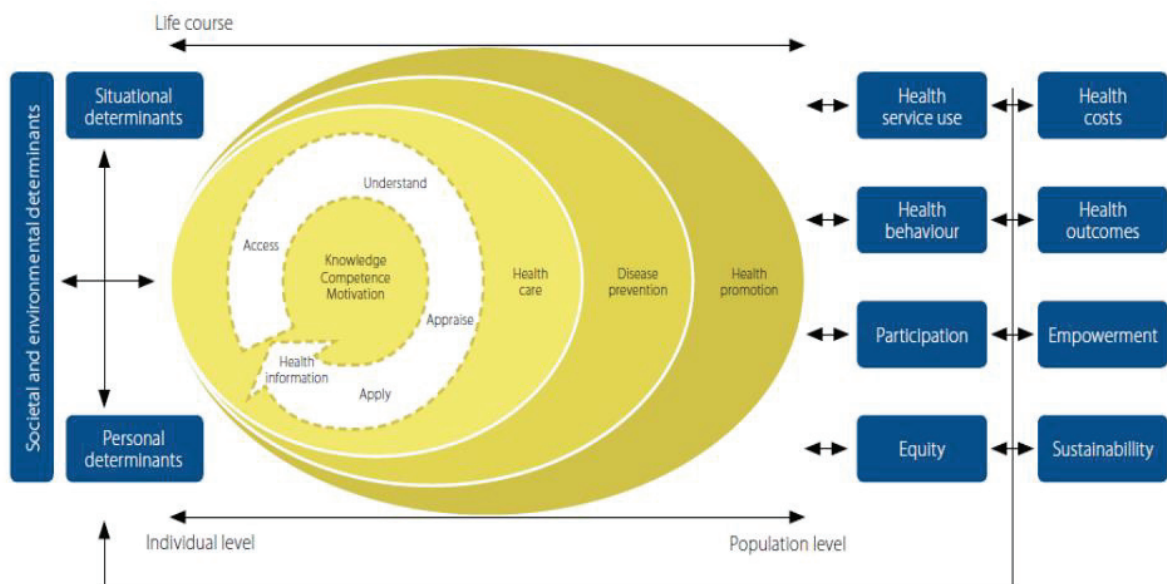 Life course
Societal and environmental determinants
Situational
determinants
Personal
determinants
Understand
Access
Knowledge
Competence
Motivation
Appraise
Health
information
Apply
Health
care
Disease
prevention
Health
promotion
Individual level
Population level
Health
service use
Health
costs
Health
behaviour
Health
outcomes
Participation
Empowerment
Equity
Sustainabillity